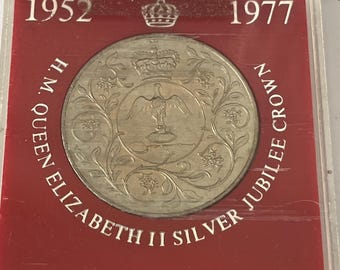 1952 1977
H. M. QUEEN ELIZABETH II SILVER JUBILEE CROWN